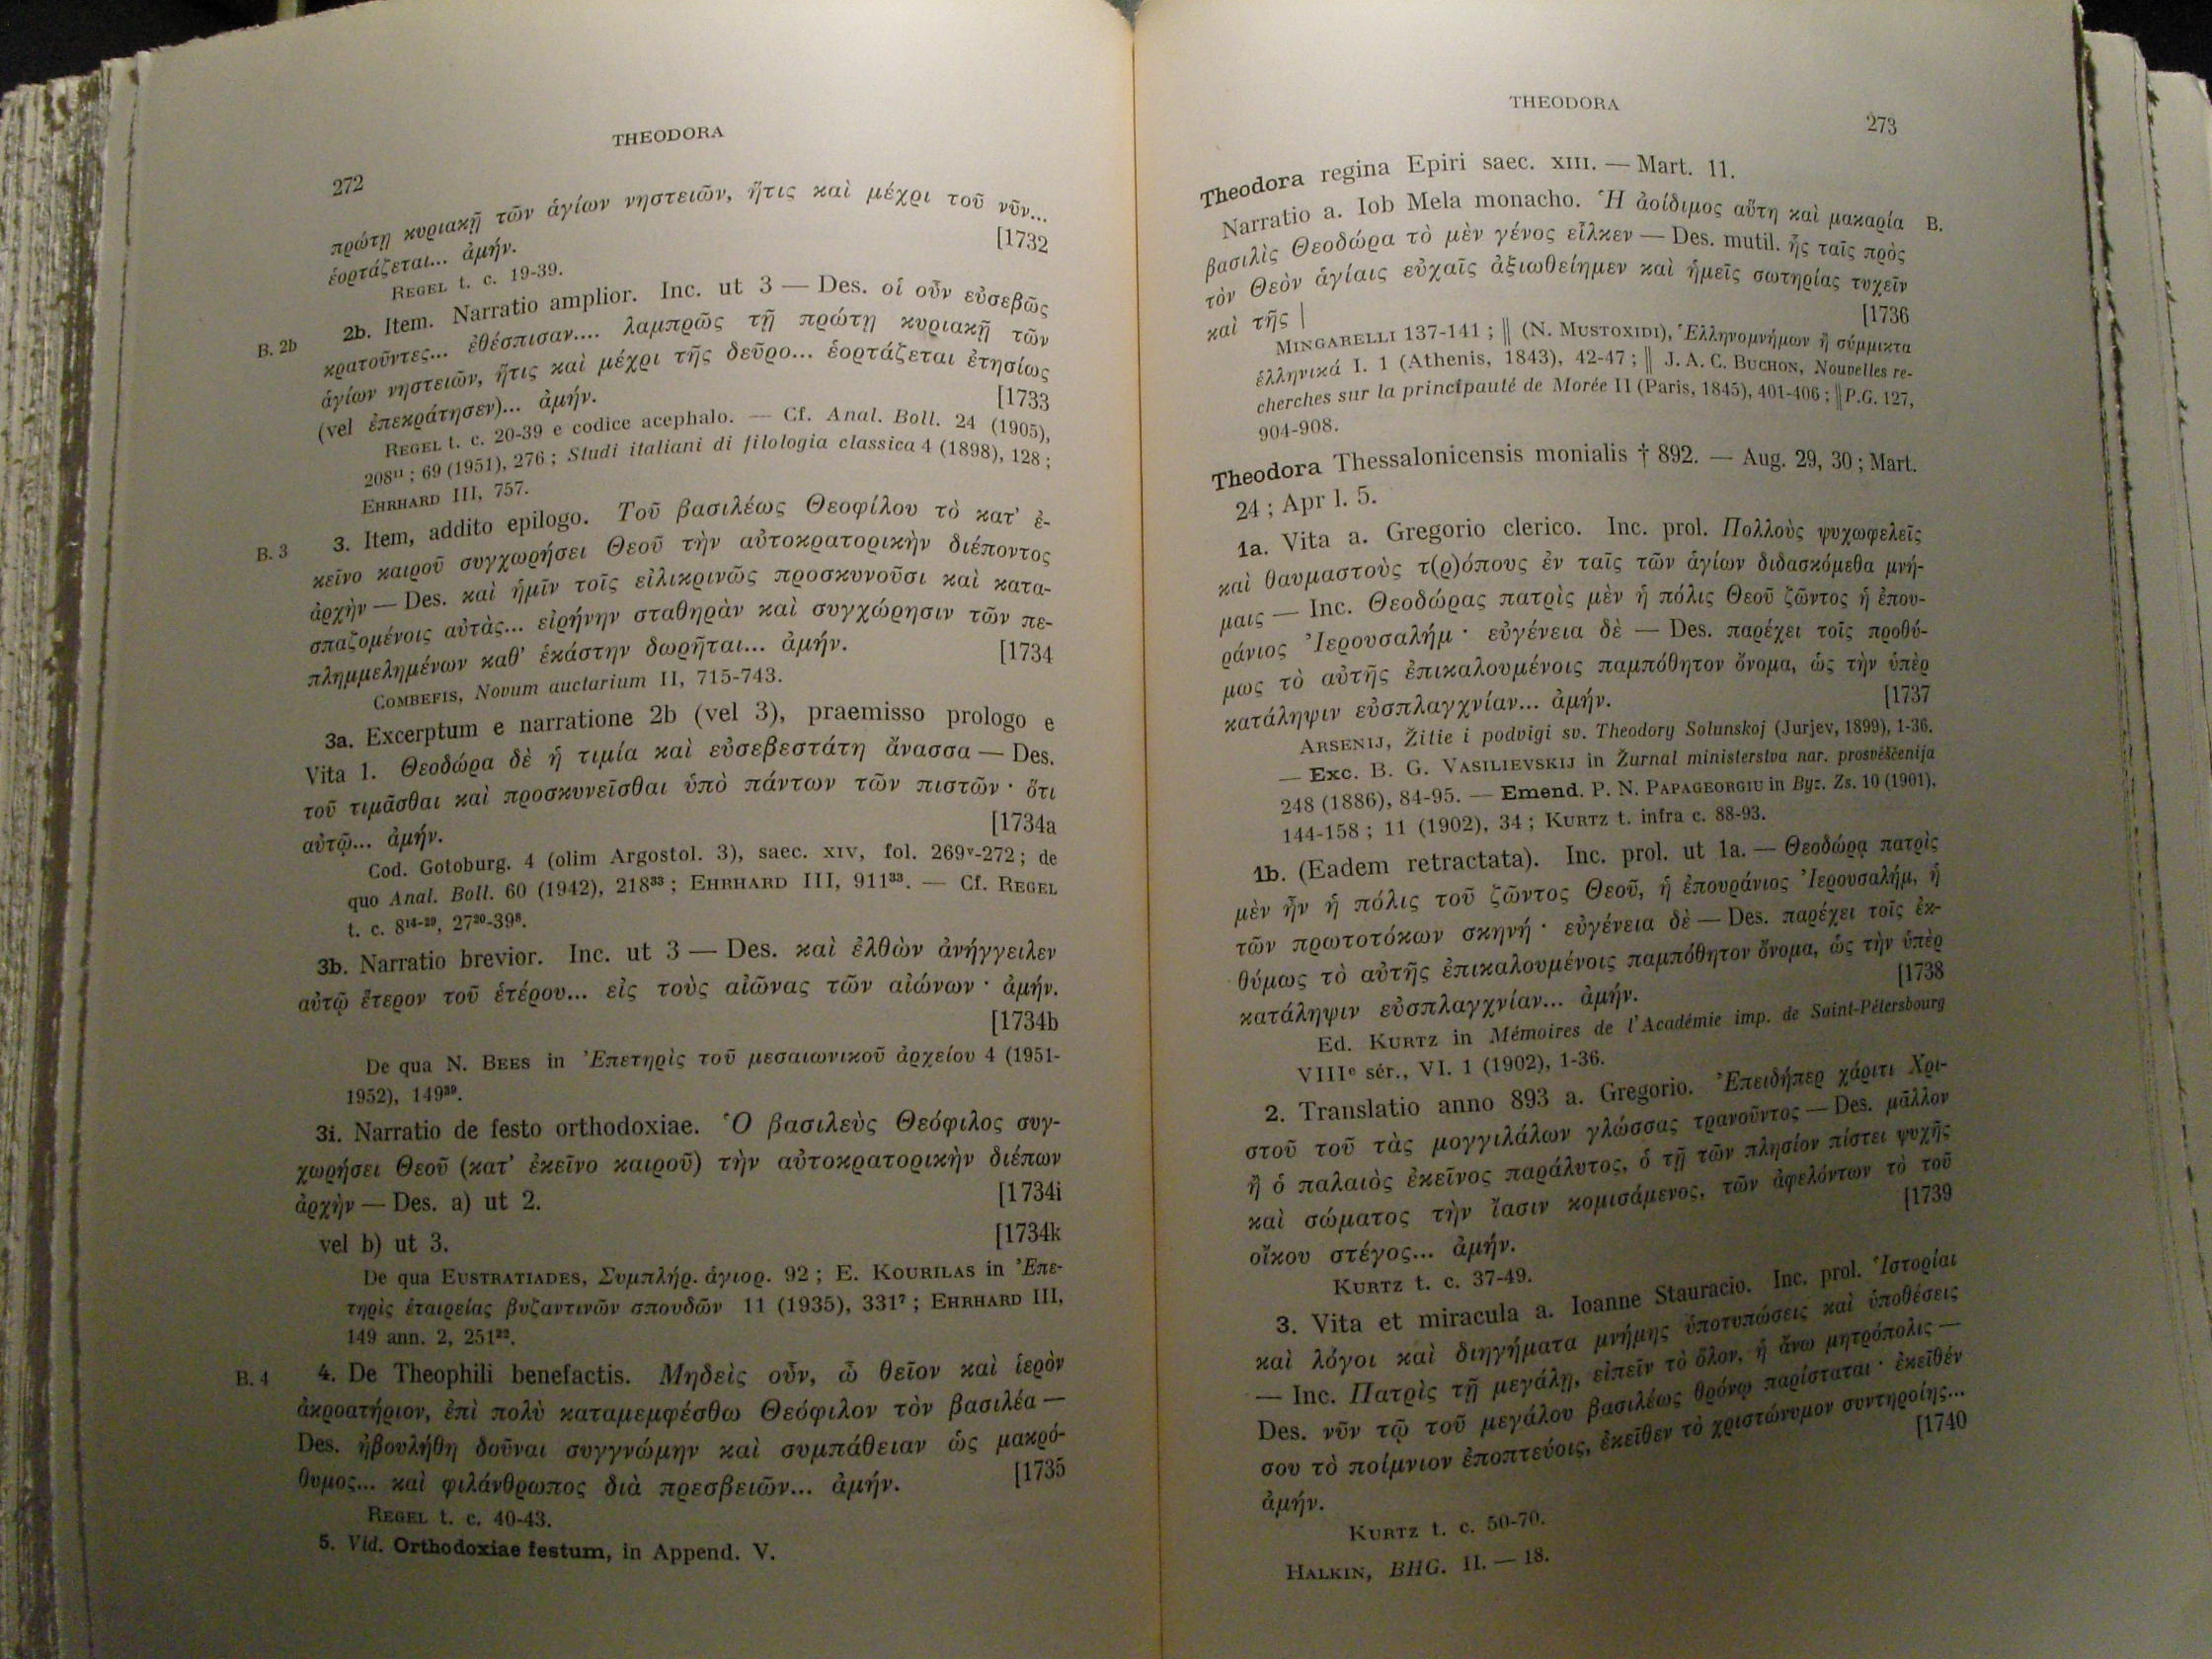 THEODORA
272
πρώτῃ κυριακῇ τῶν ἁγίων νηστειῶν, ἥτις καὶ μέχρι τοῦ νῦν...
ἑορτάζεται... ἀμήν. [1732
REGEL t. c. 19-39.
B. 2b 2b. Item. Narratio amplior. Inc. ut 3 — Des. οἱ οὖν εὐσεβῶς
κρατοῦντες... ἐθέσπισαν.... λαμπρῶς τῇ πρώτῃ κυριακῇ τῶν
ἁγίων νηστειῶν, ἥτις καὶ μέχρι τῆς δεῦρο... ἑορτάζεται ἐτησίως
(vel ἐπεκράτησεν)... ἀμήν. [1733
REGEL t. c. 20-39 e codice acephalo. — Cf. Anal. Boll. 24 (1905),
208¹¹ ; 69 (1951), 276 ; Studi italiani di filologia classica 4 (1898), 128 ;
EHRHARD III, 757.
B. 3 3. Item, addito epilogo. Τοῦ βασιλέως Θεοφίλου τὸ κατ' ἐ-
κεῖνο καιροῦ συγχωρήσει Θεοῦ τὴν αὐτοκρατορικὴν διέποντος
ἀρχὴν — Des. καὶ ἡμῖν τοῖς εἰλικρινῶς προσκυνοῦσι καὶ κατα-
σπαζομένοις αὐτὰς... εἰρήνην σταθηρὰν καὶ συγχώρησιν τῶν πε-
πλημμελημένων καθ' ἑκάστην δωρῆται... ἀμήν. [1734
COMBEFIS, Novum auctarium II, 715-743.
3a. Excerptum e narratione 2b (vel 3), praemisso prologo e
Vita 1. Θεοδώρα δὲ ἡ τιμία καὶ εὐσεβεστάτη ἄνασσα — Des.
τοῦ τιμᾶσθαι καὶ προσκυνεῖσθαι ὑπὸ πάντων τῶν πιστῶν · ὅτι
αὐτῷ... ἀμήν. [1734a
Cod. Gotoburg. 4 (olim Argostol. 3), saec. XIV, fol. 269ᵛ-272 ; de
quo Anal. Boll. 60 (1942), 218³³ ; EHRHARD III, 911³³. — Cf. REGEL
t. c. 8¹⁴⁻²⁹, 27²⁰-39⁸.
3b. Narratio brevior. Inc. ut 3 — Des. καὶ ἐλθὼν ἀνήγγειλεν
αὐτῷ ἕτερον τοῦ ἑτέρου... εἰς τοὺς αἰῶνας τῶν αἰώνων · ἀμήν.
[1734b
De qua N. BEES in Ἐπετηρὶς τοῦ μεσαιωνικοῦ ἀρχείου 4 (1951-
1952), 149³⁹.
3i. Narratio de festo orthodoxiae. Ὁ βασιλεὺς Θεόφιλος συγ-
χωρήσει Θεοῦ (κατ' ἐκεῖνο καιροῦ) τὴν αὐτοκρατορικὴν διέπων
ἀρχὴν — Des. a) ut 2. [1734i
vel b) ut 3. [1734k
De qua EUSTRATIADES, Συμπλήρ. ἁγιορ. 92 ; E. KOURILAS in Ἐπε-
τηρὶς ἑταιρείας βυζαντινῶν σπουδῶν 11 (1935), 331⁷ ; EHRHARD III,
149 ann. 2, 251²².
B. 4 4. De Theophili benefactis. Μηδεὶς οὖν, ὦ θεῖον καὶ ἱερὸν
ἀκροατήριον, ἐπὶ πολὺ καταμεμφέσθω Θεόφιλον τὸν βασιλέα —
Des. ἠβουλήθη δοῦναι συγγνώμην καὶ συμπάθειαν ὡς μακρό-
θυμος... καὶ φιλάνθρωπος διὰ πρεσβειῶν... ἀμήν. [1735
REGEL t. c. 40-43.
5. Vid. Orthodoxiae festum, in Append. V.
THEODORA
273
Theodora regina Epiri saec. XIII. — Mart. 11.
Narratio a. Iob Mela monacho. Ἡ ἀοίδιμος αὕτη καὶ μακαρία B.
βασιλὶς Θεοδώρα τὸ μὲν γένος εἷλκεν — Des. mutil. ἧς ταῖς πρὸς
τὸν Θεὸν ἁγίαις εὐχαῖς ἀξιωθείημεν καὶ ἡμεῖς σωτηρίας τυχεῖν
καὶ τῆς | [1736
MINGARELLI 137-141 ; || (N. MUSTOXIDI), Ἑλληνομνήμων ἢ σύμμικτα
ἑλληνικά I. 1 (Athenis, 1843), 42-47 ; || J. A. C. BUCHON, Nouvelles re-
cherches sur la principauté de Morée II (Paris, 1845), 401-406 ; || P.G. 127,
904-908.
Theodora Thessalonicensis monialis † 892. — Aug. 29, 30 ; Mart.
24 ; Apr l. 5.
1a. Vita a. Gregorio clerico. Inc. prol. Πολλοὺς ψυχωφελεῖς
καὶ θαυμαστοὺς τ(ρ)όπους ἐν ταῖς τῶν ἁγίων διδασκόμεθα μνή-
μαις — Inc. Θεοδώρας πατρὶς μὲν ἡ πόλις Θεοῦ ζῶντος ἡ ἐπου-
ράνιος Ἰερουσαλήμ · εὐγένεια δὲ — Des. παρέχει τοῖς προθύ-
μως τὸ αὐτῆς ἐπικαλουμένοις παμπόθητον ὄνομα, ὡς τὴν ὑπὲρ
κατάληψιν εὐσπλαγχνίαν... ἀμήν. [1737
ARSENIJ, Žitie i podvigi sv. Theodory Solunskoj (Jurjev, 1899), 1-36.
— Exc. B. G. VASILIEVSKIJ in Žurnal ministerstva nar. prosvěščenija
248 (1886), 84-95. — Emend. P. N. PAPAGEORGIU in Byz. Zs. 10 (1901),
144-158 ; 11 (1902), 34 ; KURTZ t. infra c. 88-93.
1b. (Eadem retractata). Inc. prol. ut 1a. — Θεοδώρᾳ πατρὶς
μὲν ἦν ἡ πόλις τοῦ ζῶντος Θεοῦ, ἡ ἐπουράνιος Ἰερουσαλήμ, ἡ
τῶν πρωτοτόκων σκηνή · εὐγένεια δὲ — Des. παρέχει τοῖς ἐκ-
θύμως τὸ αὐτῆς ἐπικαλουμένοις παμπόθητον ὄνομα, ὡς τὴν ὑπὲρ
κατάληψιν εὐσπλαγχνίαν... ἀμήν. [1738
Ed. KURTZ in Mémoires de l'Académie imp. de Saint-Pétersbourg
VIIIᵉ sér., VI. 1 (1902), 1-36.
2. Translatio anno 893 a. Gregorio. Ἐπειδήπερ χάριτι Χρι-
στοῦ τοῦ τὰς μογγιλάλων γλώσσας τρανοῦντος — Des. μᾶλλον
ἢ ὁ παλαιὸς ἐκεῖνος παράλυτος, ὁ τῇ τῶν πλησίον πίστει ψυχῆς
καὶ σώματος τὴν ἴασιν κομισάμενος, τῶν ἀφελόντων τὸ τοῦ
οἴκου στέγος... ἀμήν. [1739
KURTZ t. c. 37-49.
3. Vita et miracula a. Ioanne Stauracio. Inc. prol. Ἱστορίαι
καὶ λόγοι καὶ διηγήματα μνήμης ὑποτυπώσεις καὶ ὑποθέσεις
— Inc. Πατρὶς τῇ μεγάλῃ, εἰπεῖν τὸ ὅλον, ἡ ἄνω μητρόπολις —
Des. νῦν τῷ τοῦ μεγάλου βασιλέως θρόνῳ παρίσταται · ἐκεῖθέν
σου τὸ ποίμνιον ἐποπτεύοις, ἐκεῖθεν τὸ χριστώνυμον συντηροίης...
ἀμήν. [1740
KURTZ t. c. 50-70.
HALKIN, BHG. II. — 18.